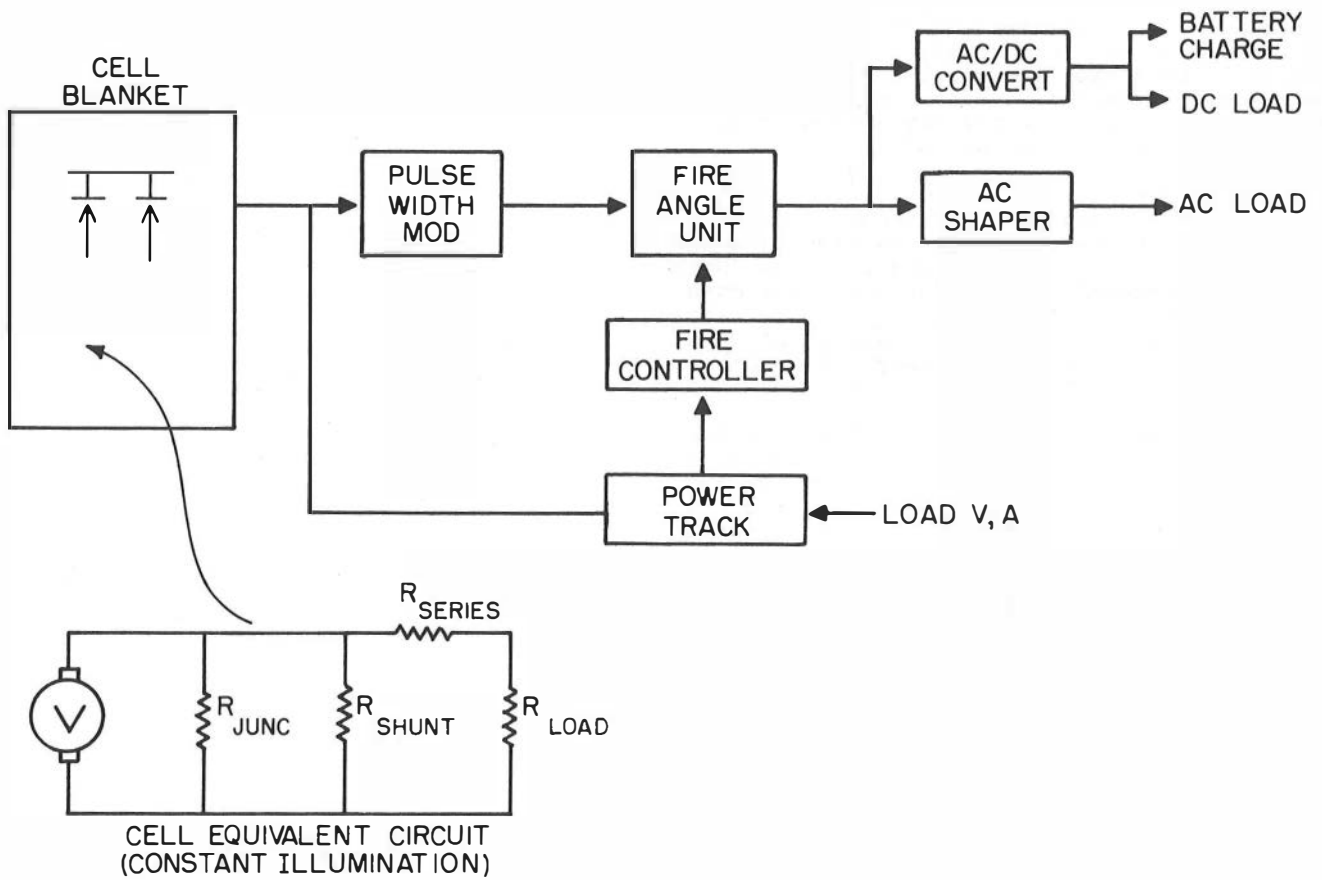 CELL
BLANKET
PULSE
WIDTH
MOD
FIRE
ANGLE
UNIT
AC/DC
CONVERT
BATTERY
CHARGE
DC LOAD
AC
SHAPER
AC LOAD
FIRE
CONTROLLER
POWER
TRACK
LOAD V, A
R SERIES
V
R JUNC
R SHUNT
R LOAD
CELL EQUIVALENT CIRCUIT
(CONSTANT ILLUMINATION)